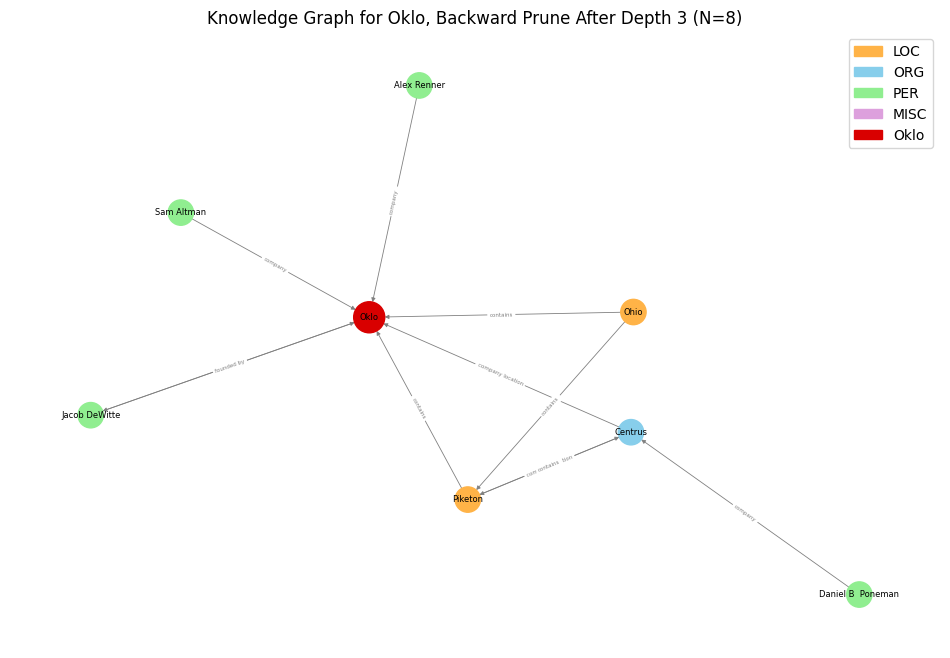 Knowledge Graph for Oklo, Backward Prune After Depth 3 (N=8)
LOC
ORG
PER
MISC
Oklo
Alex Renner
company
Sam Altman
company
Oklo
contains
Ohio
founded by
company location
contains
contains
Jacob DeWitte
Centrus
contains
Piketon
company
Daniel B Poneman